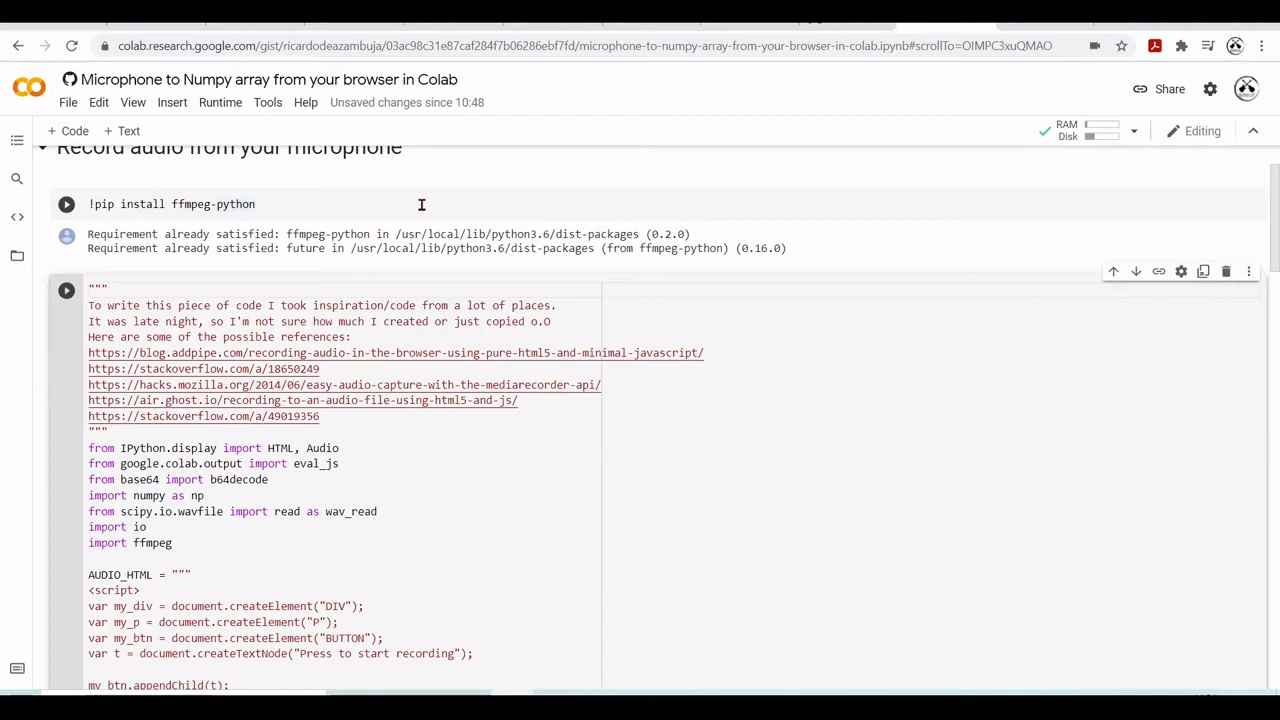 colab.research.google.com/gist/ricardodeazambuja/03ac98c31e87caf284f7b06286ebf7fd/microphone-to-numpy-array-from-your-browser-in-colab.ipynb#scrollTo=OlMPC3xuQMAO
Microphone to Numpy array from your browser in Colab
File Edit View Insert Runtime Tools Help Unsaved changes since 10:48
Share
+ Code + Text
RAM
Disk
Editing
Record audio from your microphone
!pip install ffmpeg-python
Requirement already satisfied: ffmpeg-python in /usr/local/lib/python3.6/dist-packages (0.2.0)
Requirement already satisfied: future in /usr/local/lib/python3.6/dist-packages (from ffmpeg-python) (0.16.0)
"""
To write this piece of code I took inspiration/code from a lot of places.
It was late night, so I'm not sure how much I created or just copied o.O
Here are some of the possible references:
https://blog.addpipe.com/recording-audio-in-the-browser-using-pure-html5-and-minimal-javascript/
https://stackoverflow.com/a/18650249
https://hacks.mozilla.org/2014/06/easy-audio-capture-with-the-mediarecorder-api/
https://air.ghost.io/recording-to-an-audio-file-using-html5-and-js/
https://stackoverflow.com/a/49019356
"""
from IPython.display import HTML, Audio
from google.colab.output import eval_js
from base64 import b64decode
import numpy as np
from scipy.io.wavfile import read as wav_read
import io
import ffmpeg
AUDIO_HTML = """
<script>
var my_div = document.createElement("DIV");
var my_p = document.createElement("P");
var my_btn = document.createElement("BUTTON");
var t = document.createTextNode("Press to start recording");
my_btn.appendChild(t);